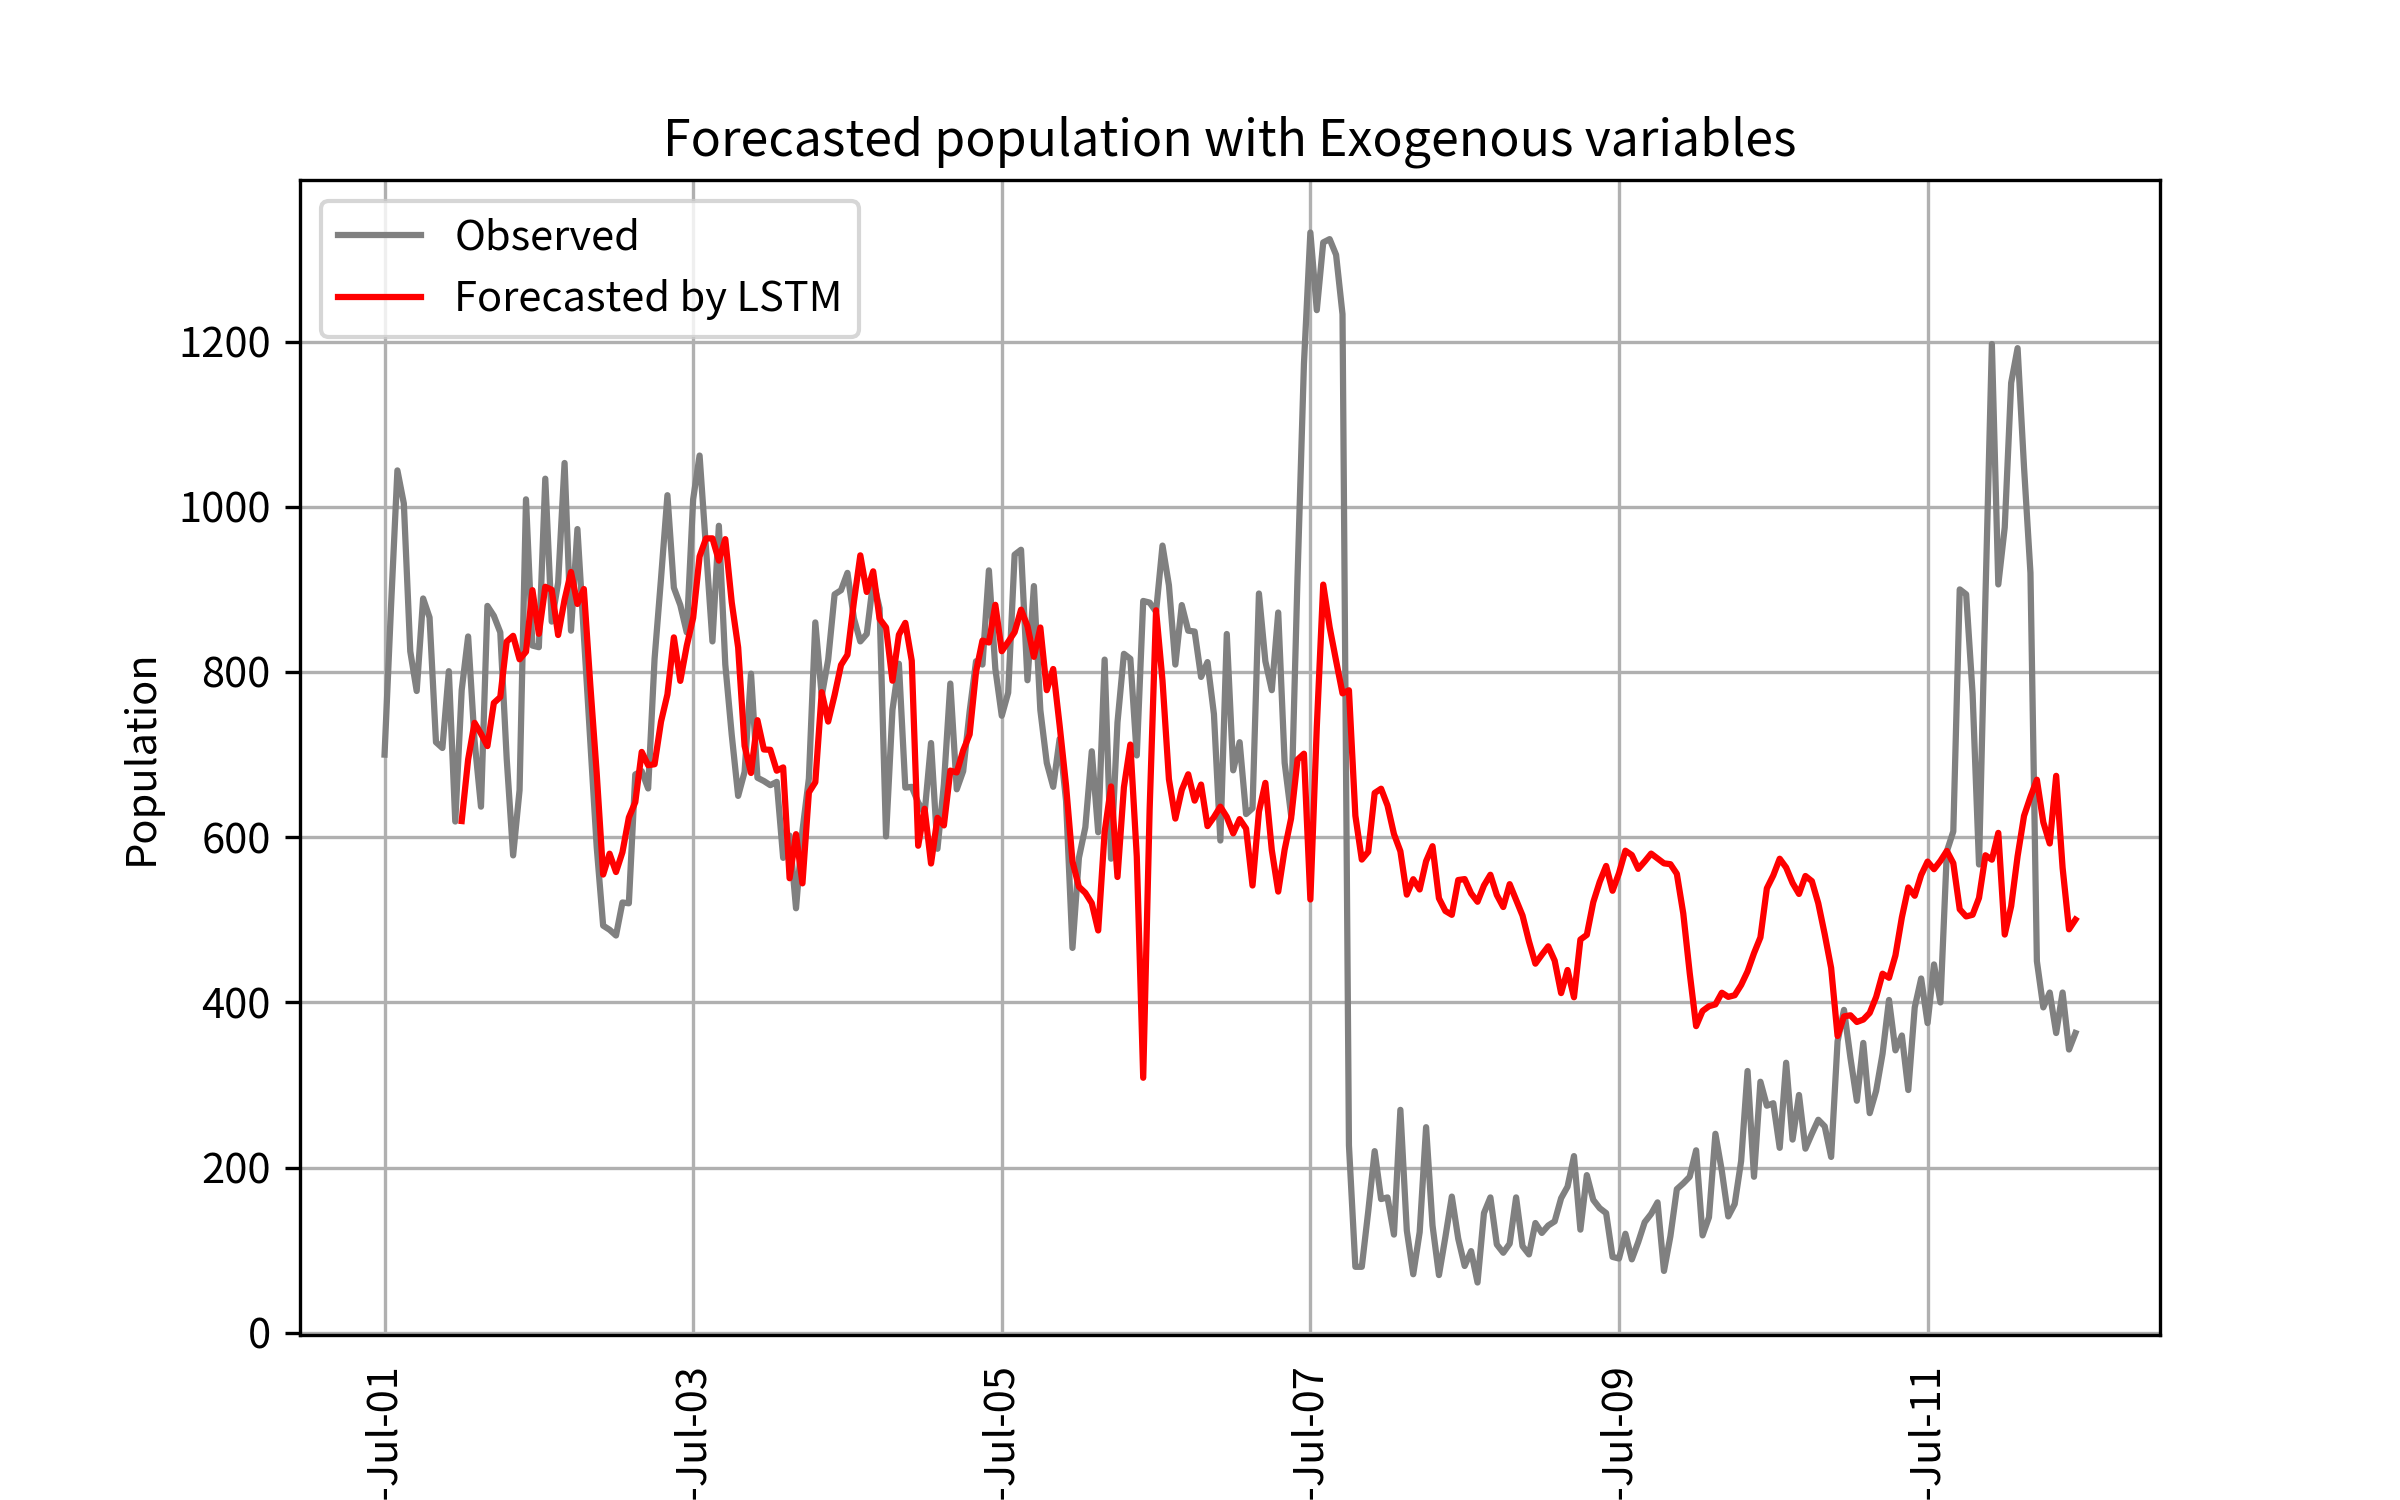 Forecasted population with Exogenous variables
Observed
Forecasted by LSTM
Population
1200
1000
800
600
400
200
0
-Jul-01
-Jul-03
-Jul-05
-Jul-07
-Jul-09
-Jul-11